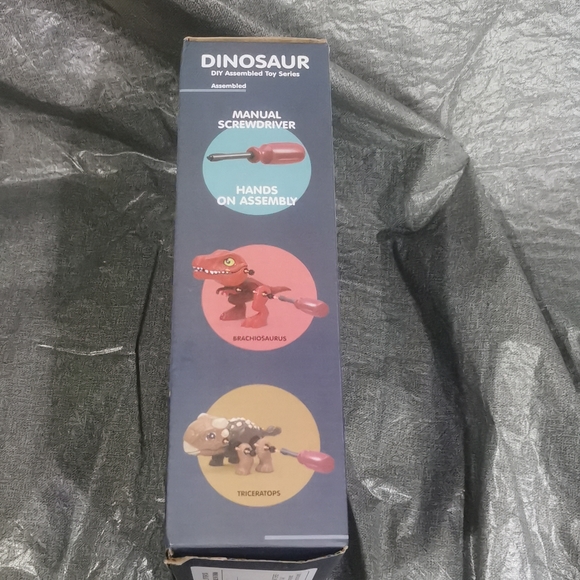 DINOSAUR
DIY Assembled Toy Series
Assembled
MANUAL
SCREWDRIVER
HANDS
ON ASSEMBLY
BRACHIOSAURUS
TRICERATOPS